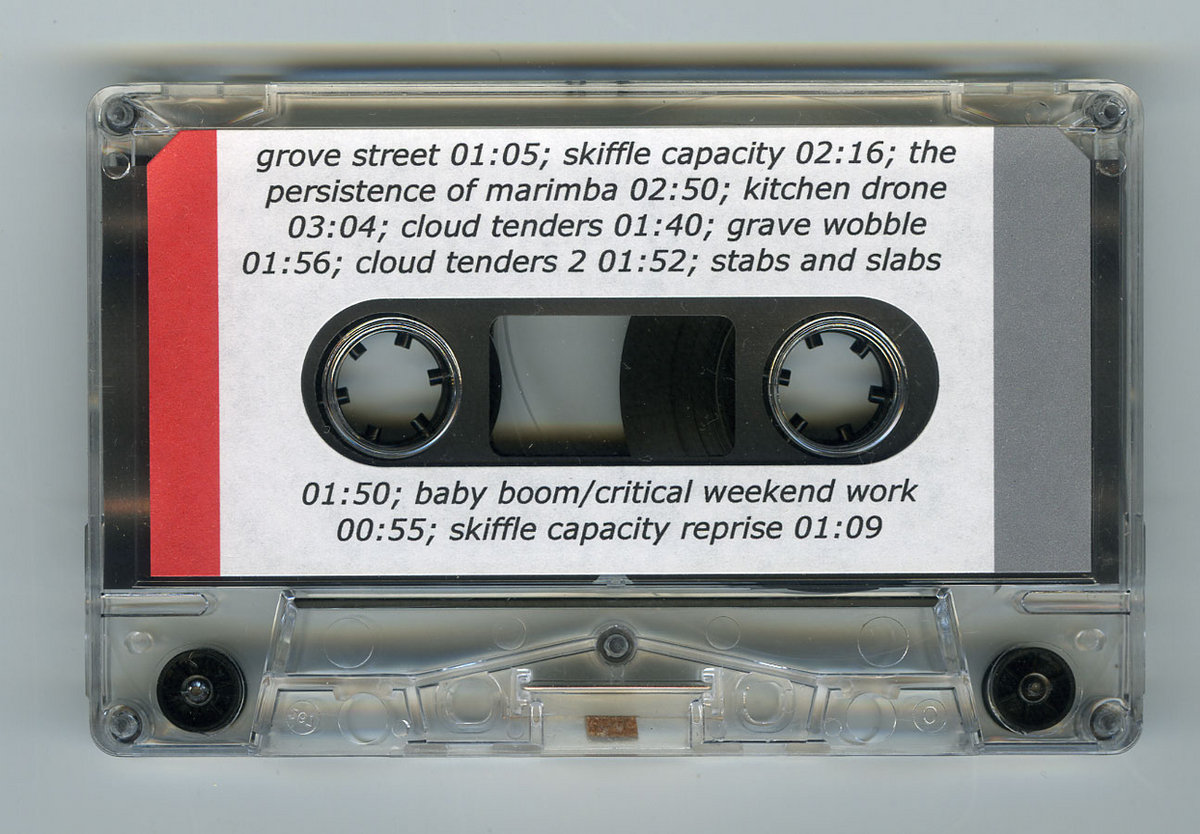 grove street 01:05; skiffle capacity 02:16; the
persistence of marimba 02:50; kitchen drone
03:04; cloud tenders 01:40; grave wobble
01:56; cloud tenders 2 01:52; stabs and slabs
01:50; baby boom/critical weekend work
00:55; skiffle capacity reprise 01:09